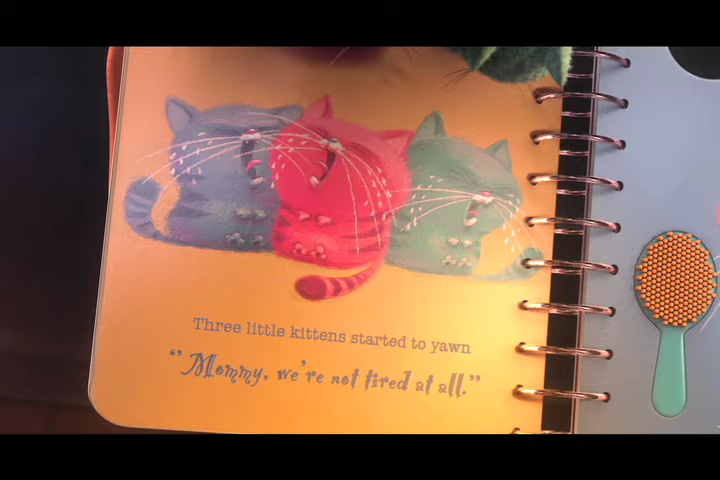 Three little kittens started to yawn
“Mommy, we're not tired at all.”